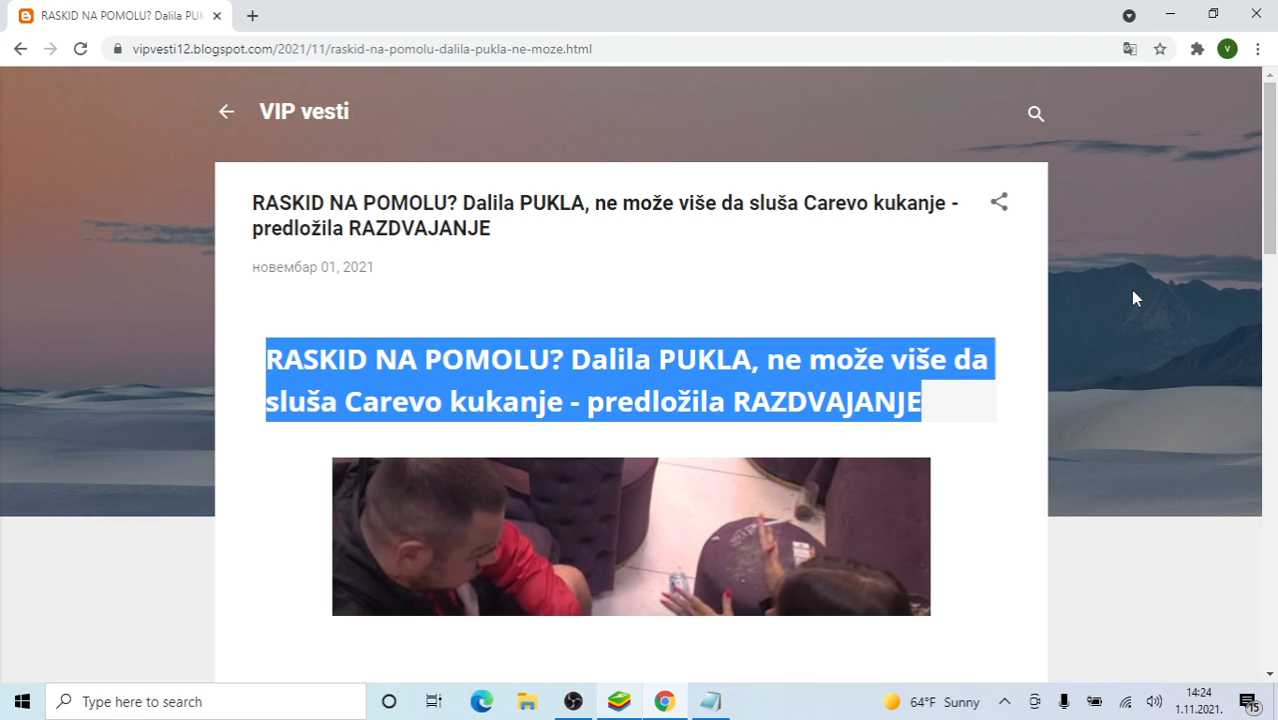 RASKID NA POMOLU? Dalila PUK
vipvesti12.blogspot.com/2021/11/raskid-na-pomolu-dalila-pukla-ne-moze.html
V
VIP vesti
RASKID NA POMOLU? Dalila PUKLA, ne može više da sluša Carevo kukanje -
predložila RAZDVAJANJE
новембар 01, 2021
RASKID NA POMOLU? Dalila PUKLA, ne može više da
sluša Carevo kukanje - predložila RAZDVAJANJE
Type here to search
64°F Sunny
14:24
1.11.2021.
15